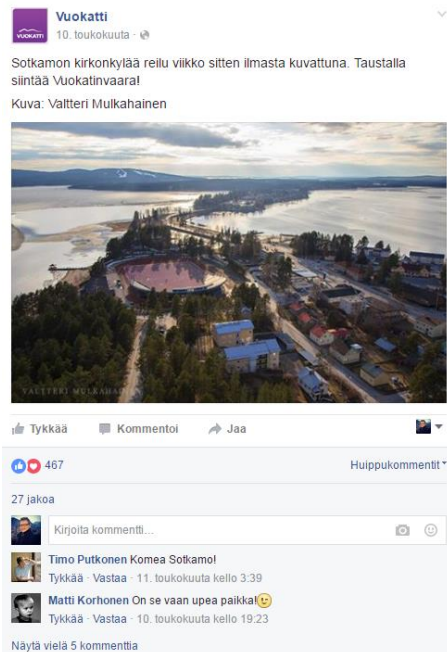 VUOKATTI
Vuokatti
10. toukokuuta ·
Sotkamon kirkonkylää reilu viikko sitten ilmasta kuvattuna. Taustalla
siintää Vuokatinvaara!
Kuva: Valtteri Mulkahainen
VALTTERI MULKAHAINEN
Tykkää Kommentoi Jaa
467 Huippukommentit
27 jakoa
Kirjoita kommentti...
Timo Putkonen Komea Sotkamo!
Tykkää · Vastaa · 11. toukokuuta kello 3:39
Matti Korhonen On se vaan upea paikka!😉
Tykkää · Vastaa · 10. toukokuuta kello 19:23
Näytä vielä 5 kommenttia